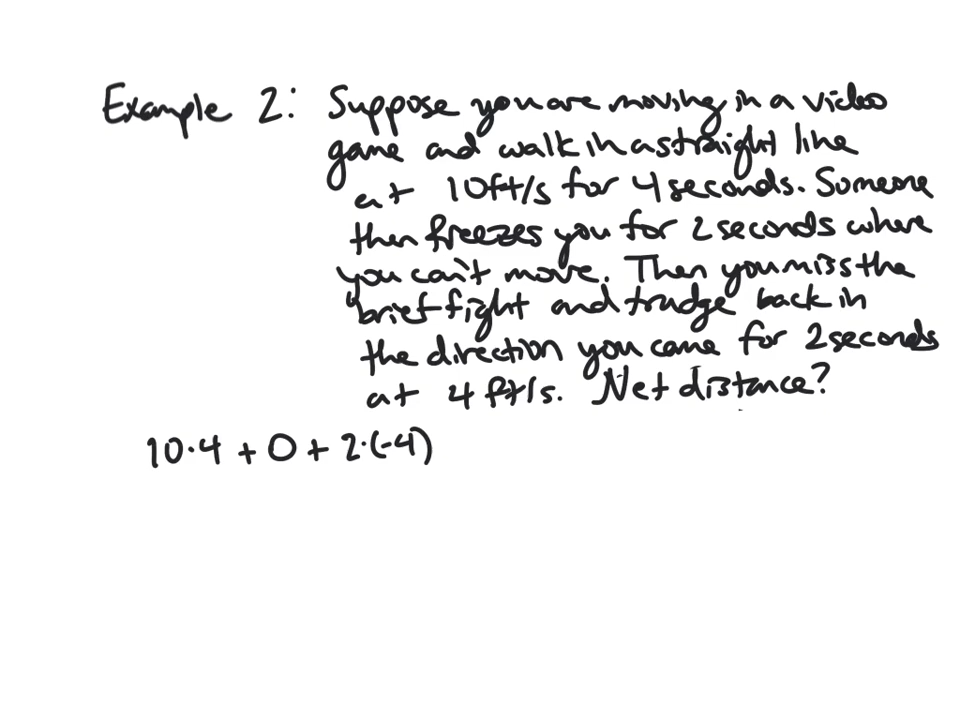 Example 2: Suppose you are moving in a video
game and walk in a straight line
at 10ft/s for 4 seconds. Someone
then freezes you for 2 seconds where
you can't move. Then you miss the
brief fight and trudge back in
the direction you came for 2 seconds
at 4 ft/s. Net distance?
10·4 + 0 + 2·(-4)